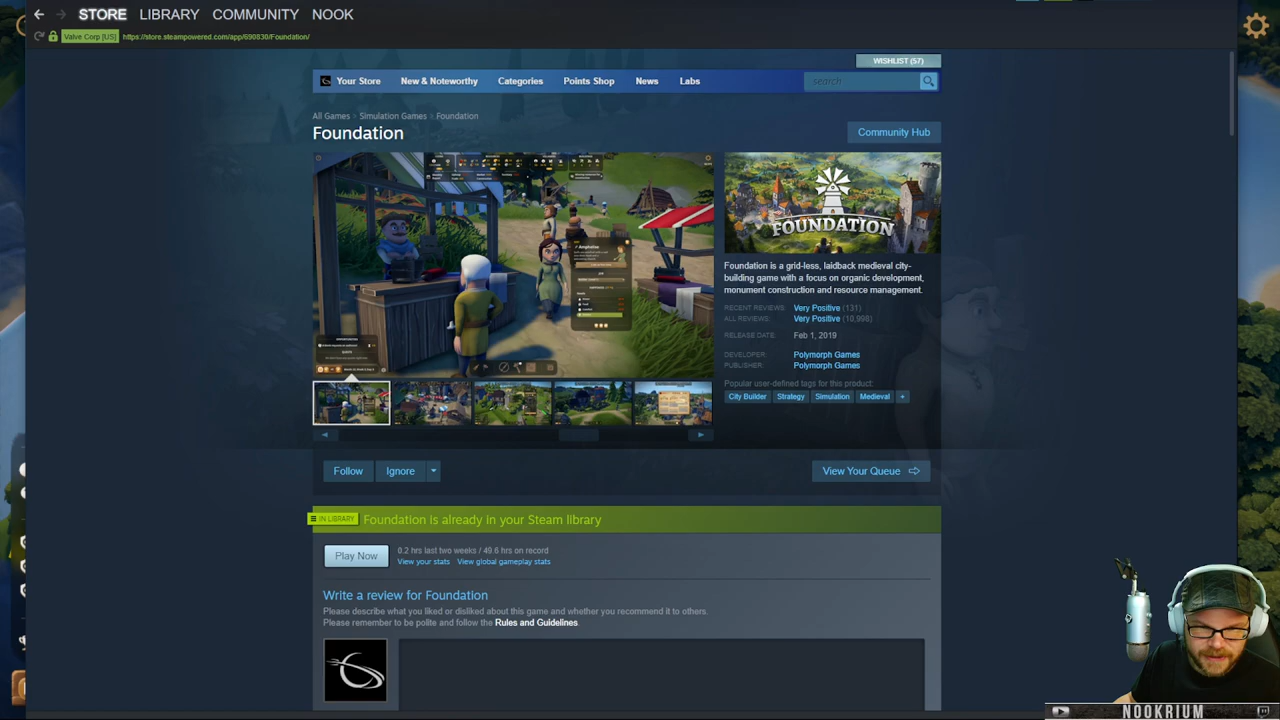 STORE LIBRARY COMMUNITY NOOK
Valve Corp [US] https://store.steampowered.com/app/690830/Foundation/
WISHLIST (57)
Your Store New & Noteworthy Categories Points Shop News Labs search
All Games > Simulation Games > Foundation
Foundation
Community Hub
FOUNDATION
Foundation is a grid-less, laidback medieval city-
building game with a focus on organic development,
monument construction and resource management.
RECENT REVIEWS: Very Positive (131)
ALL REVIEWS: Very Positive (10,998)
RELEASE DATE: Feb 1, 2019
DEVELOPER: Polymorph Games
PUBLISHER: Polymorph Games
Popular user-defined tags for this product:
City Builder Strategy Simulation Medieval +
Follow Ignore View Your Queue
IN LIBRARY Foundation is already in your Steam library
Play Now
0.2 hrs last two weeks / 49.6 hrs on record
View your stats View global gameplay stats
Write a review for Foundation
Please describe what you liked or disliked about this game and whether you recommend it to others.
Please remember to be polite and follow the Rules and Guidelines.
NOOKRIUM